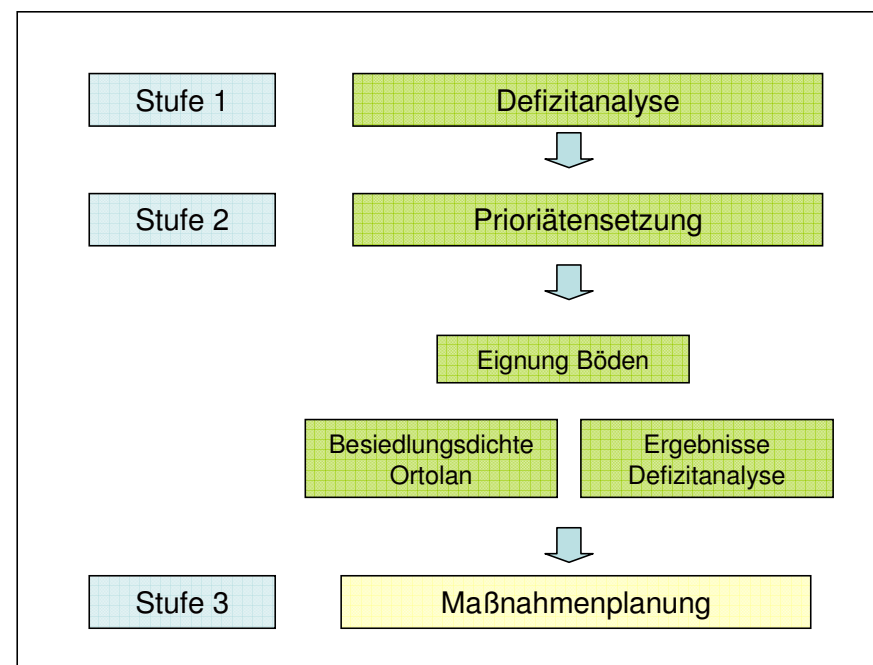 Stufe 1
Defizitanalyse
Stufe 2
Prioriätensetzung
Eignung Böden
Besiedlungsdichte
Ortolan
Ergebnisse
Defizitanalyse
Stufe 3
Maßnahmenplanung